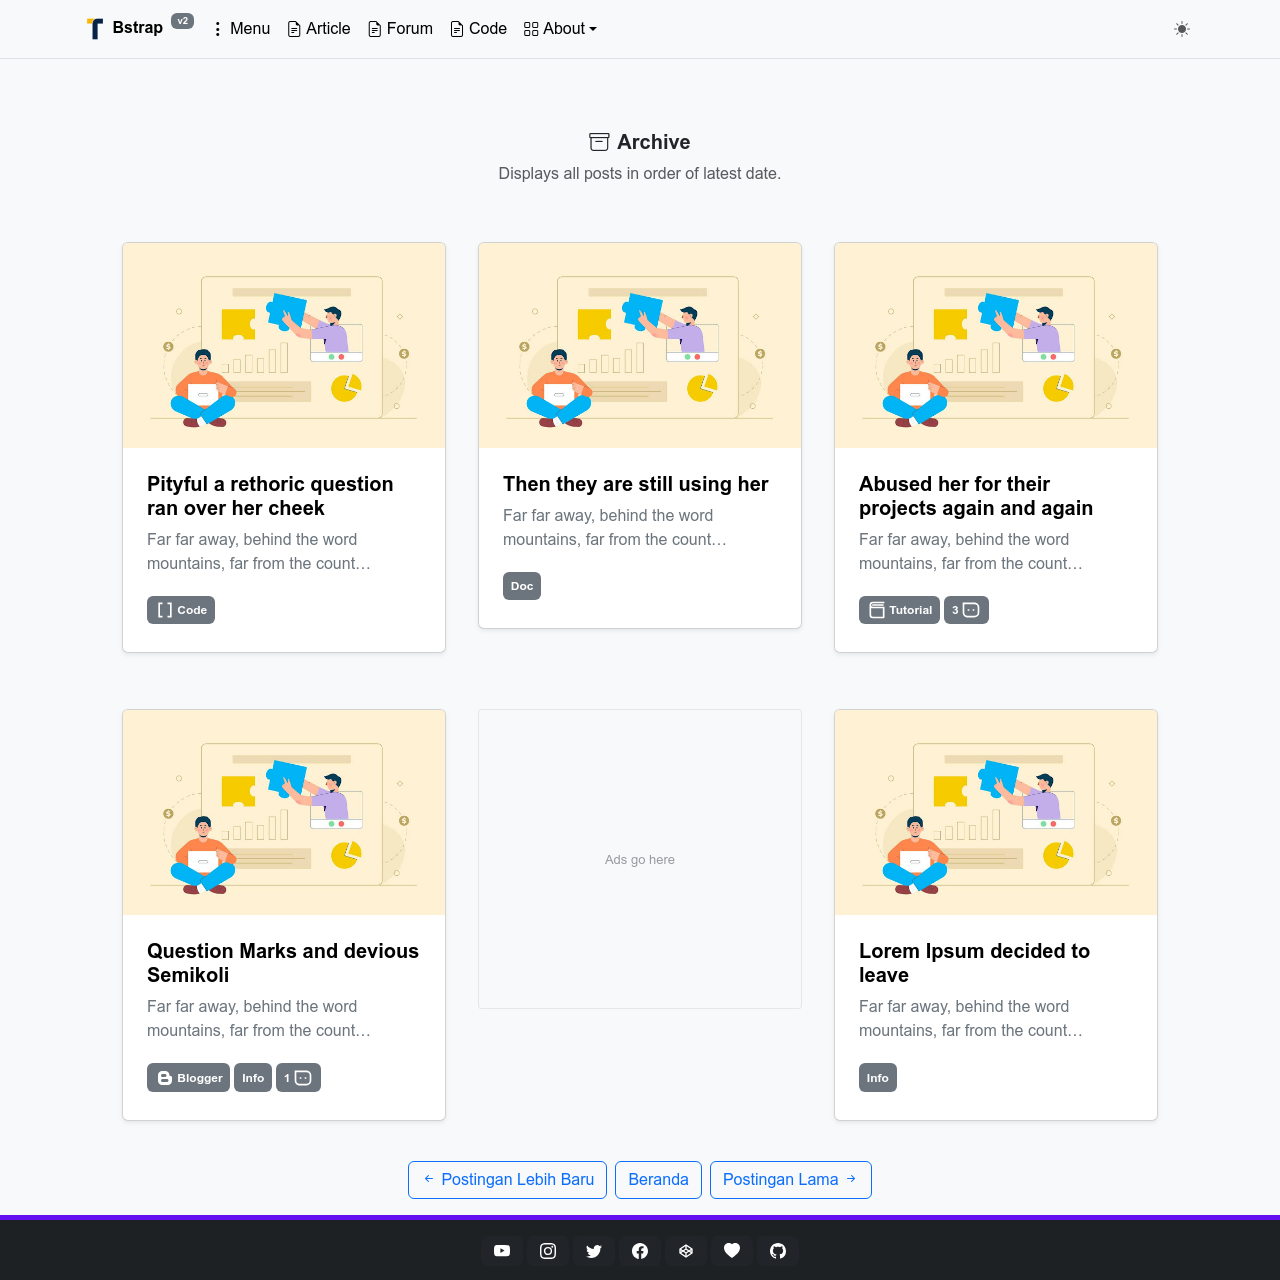 Bstrap v2 Menu Article Forum Code About
Archive
Displays all posts in order of latest date.
Pityful a rethoric question
ran over her cheek
Far far away, behind the word
mountains, far from the count…
Code
Then they are still using her
Far far away, behind the word
mountains, far from the count…
Doc
Abused her for their
projects again and again
Far far away, behind the word
mountains, far from the count…
Tutorial 3
Question Marks and devious
Semikoli
Far far away, behind the word
mountains, far from the count…
Blogger Info 1
Ads go here
Lorem Ipsum decided to
leave
Far far away, behind the word
mountains, far from the count…
Info
← Postingan Lebih Baru Beranda Postingan Lama →